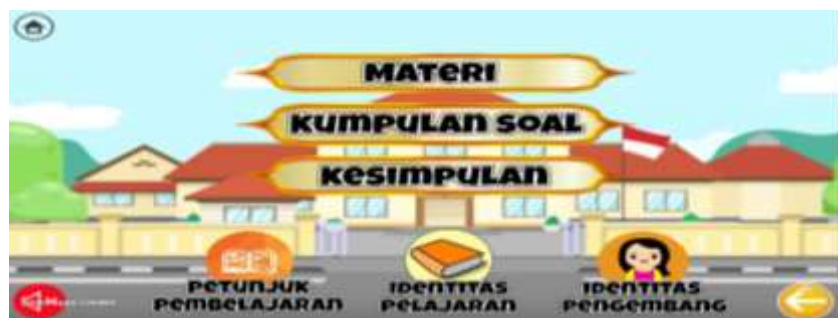 MATERI
KUMPULAN SOAL
KESIMPULAN
PETUNJUK
PEMBELAJARAN
IDENTITAS
PELAJARAN
IDENTITAS
PENGEMBANG